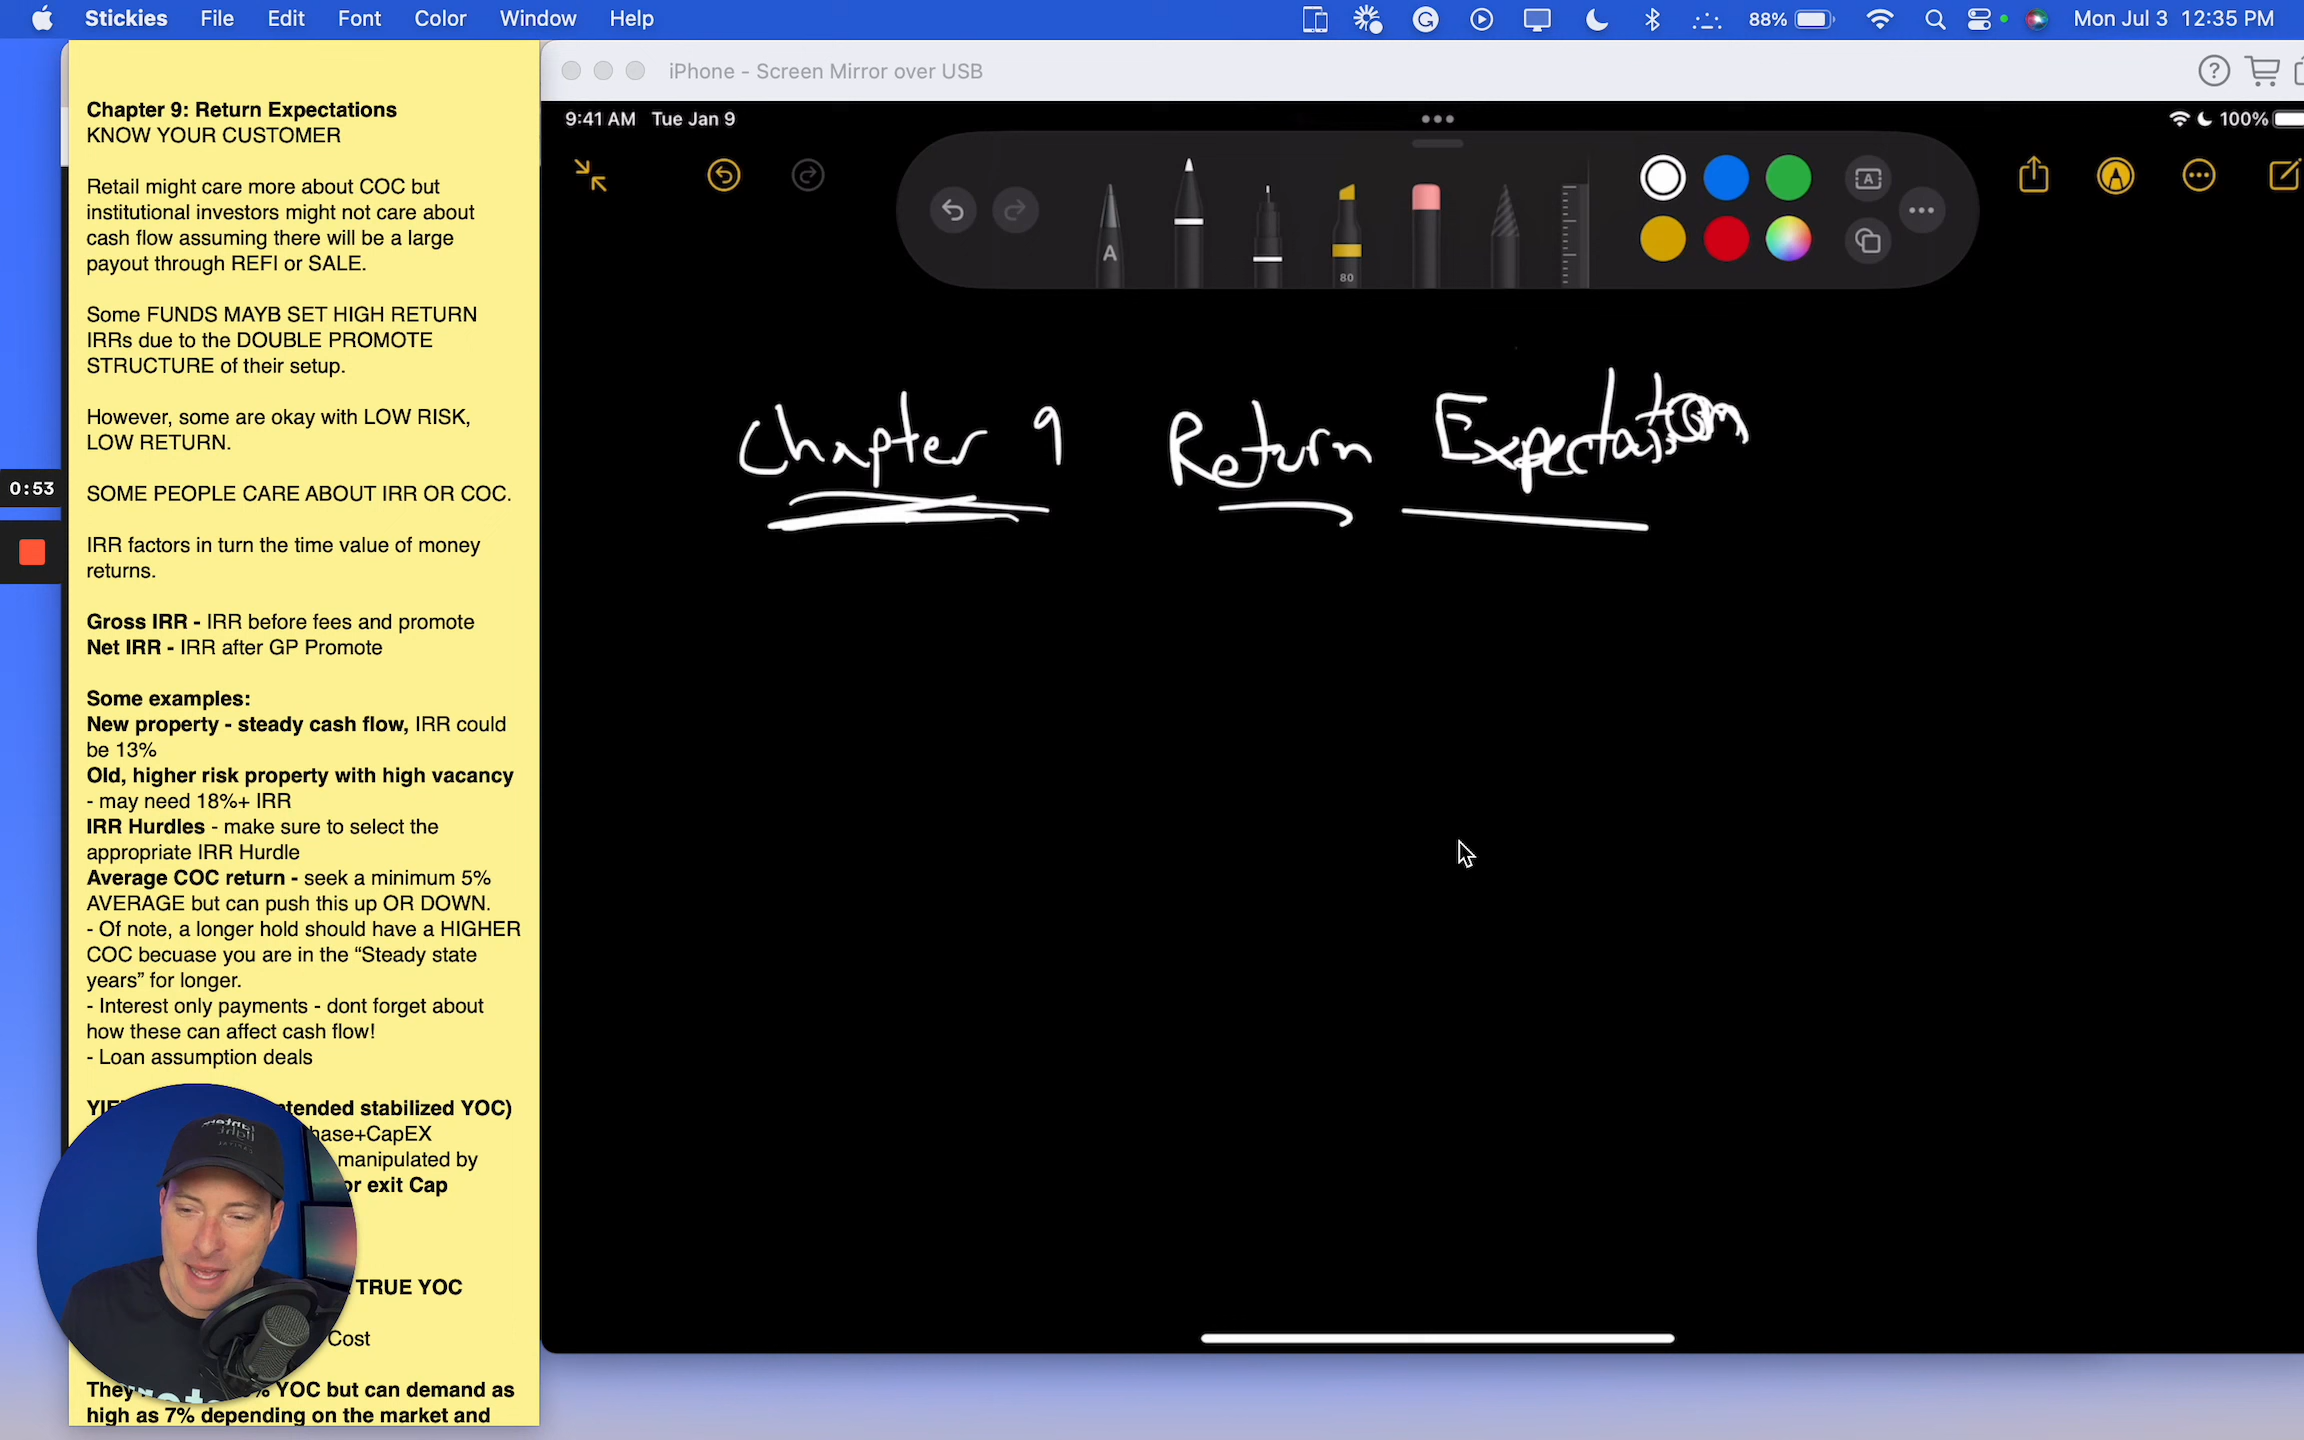 Stickies File Edit Font Color Window Help 88% Mon Jul 3 12:35 PM
iPhone - Screen Mirror over USB
9:41 AM Tue Jan 9 100%
A
80
A
Chapter 9 Return Expectations
0:53
Chapter 9: Return Expectations
KNOW YOUR CUSTOMER
Retail might care more about COC but
institutional investors might not care about
cash flow assuming there will be a large
payout through REFI or SALE.
Some FUNDS MAYB SET HIGH RETURN
IRRs due to the DOUBLE PROMOTE
STRUCTURE of their setup.
However, some are okay with LOW RISK,
LOW RETURN.
SOME PEOPLE CARE ABOUT IRR OR COC.
IRR factors in turn the time value of money
returns.
Gross IRR - IRR before fees and promote
Net IRR - IRR after GP Promote
Some examples:
New property - steady cash flow, IRR could
be 13%
Old, higher risk property with high vacancy
- may need 18%+ IRR
IRR Hurdles - make sure to select the
appropriate IRR Hurdle
Average COC return - seek a minimum 5%
AVERAGE but can push this up OR DOWN.
- Of note, a longer hold should have a HIGHER
COC becuase you are in the “Steady state
years” for longer.
- Interest only payments - dont forget about
how these can affect cash flow!
- Loan assumption deals
stabilized YOC)
manipulated by
or exit Cap
TRUE YOC
Cost
They YOC but can demand as
high as 7% depending on the market and